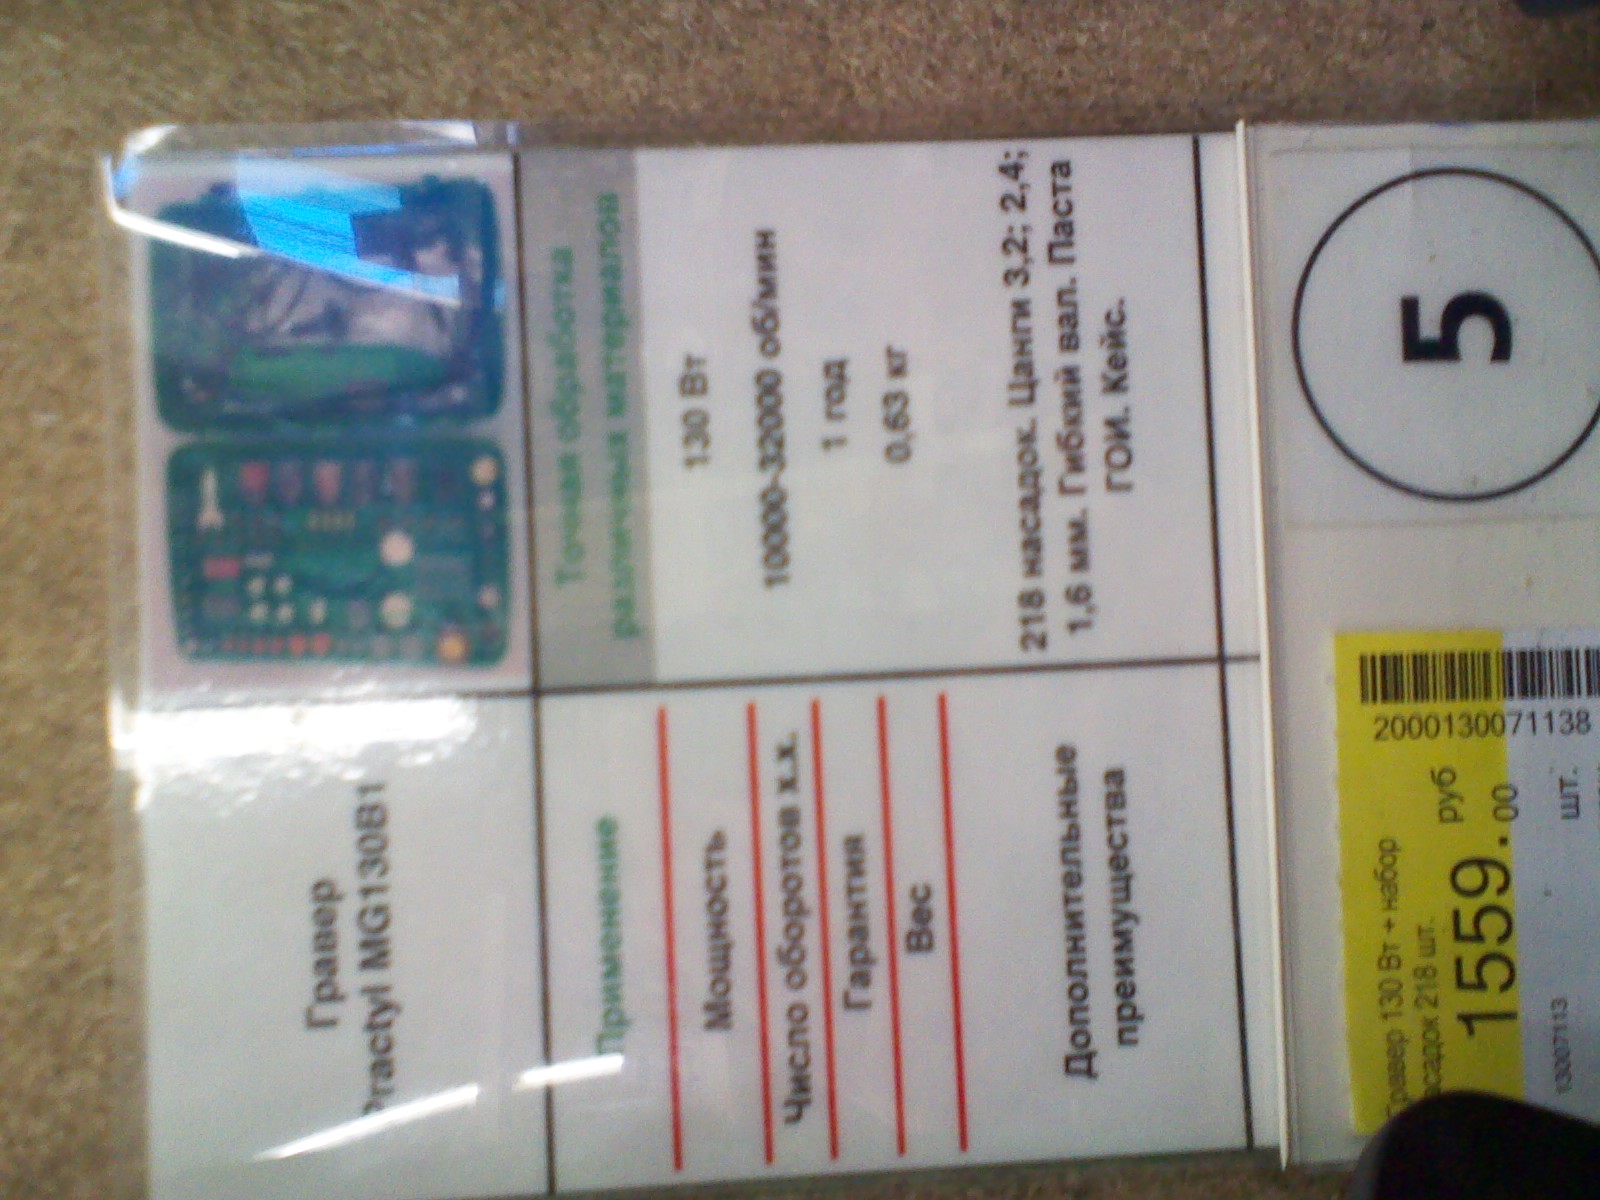 Гравер
Practyl MG130B1
Применение
Точная обработка
различных материалов
Мощность
130 Вт
Число оборотов х.х.
10000-32000 об/мин
Гарантия
1 год
Вес
0,63 кг
Дополнительные
преимущества
218 насадок. Цанги 3,2; 2,4;
1,6 мм. Гибкий вал. Паста
ГОИ. Кейс.
Гравер 130 Вт + набор
насадок 218 шт.
1559.00 руб
шт.
13007113
2000130071138
5